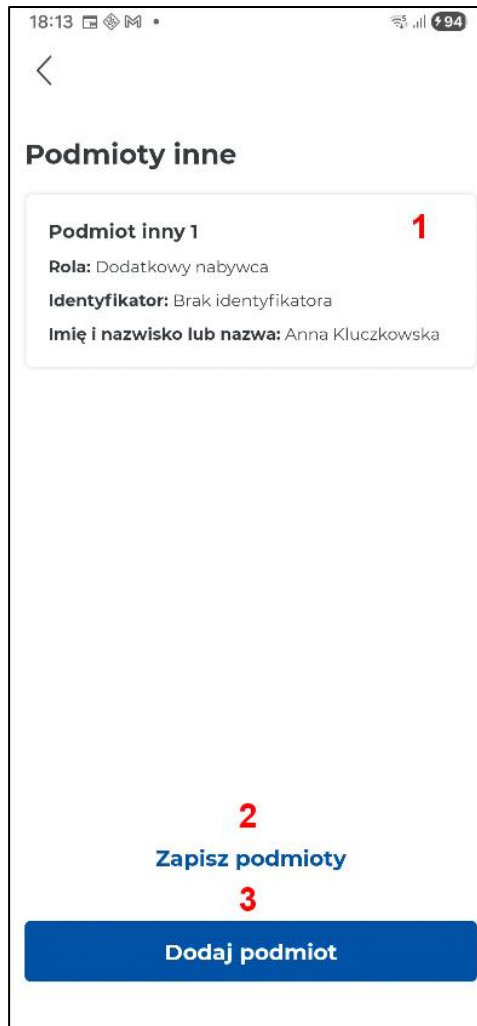 18:13
94
Podmioty inne
Podmiot inny 1
1
Rola: Dodatkowy nabywca
Identyfikator: Brak identyfikatora
Imię i nazwisko lub nazwa: Anna Kluczkowska
2
Zapisz podmioty
3
Dodaj podmiot